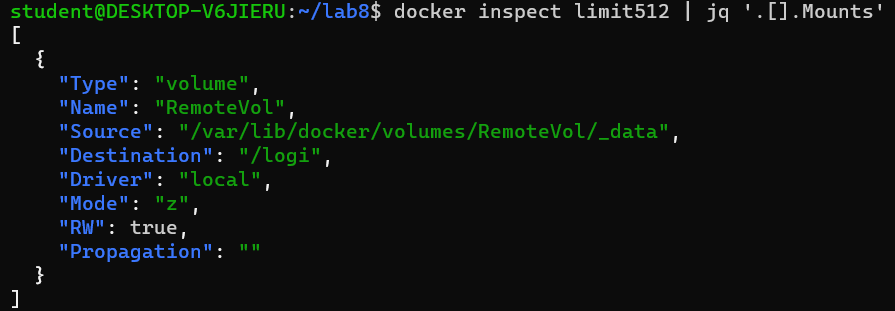 student@DESKTOP-V6JIERU:~/lab8$ docker inspect limit512 | jq '.[].Mounts'
[
  {
    "Type": "volume",
    "Name": "RemoteVol",
    "Source": "/var/lib/docker/volumes/RemoteVol/_data",
    "Destination": "/logi",
    "Driver": "local",
    "Mode": "z",
    "RW": true,
    "Propagation": ""
  }
]